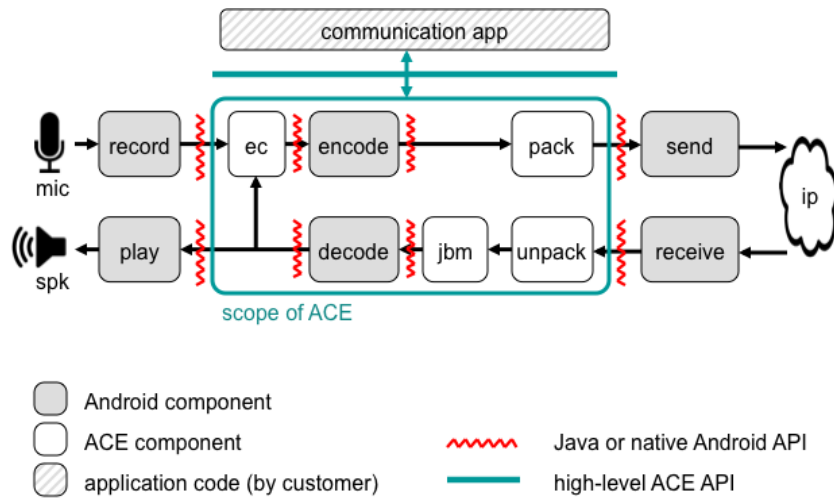 communication app
record
ec
encode
pack
send
mic
ip
play
decode
jbm
unpack
receive
spk
scope of ACE
Android component
ACE component
Java or native Android API
application code (by customer)
high-level ACE API